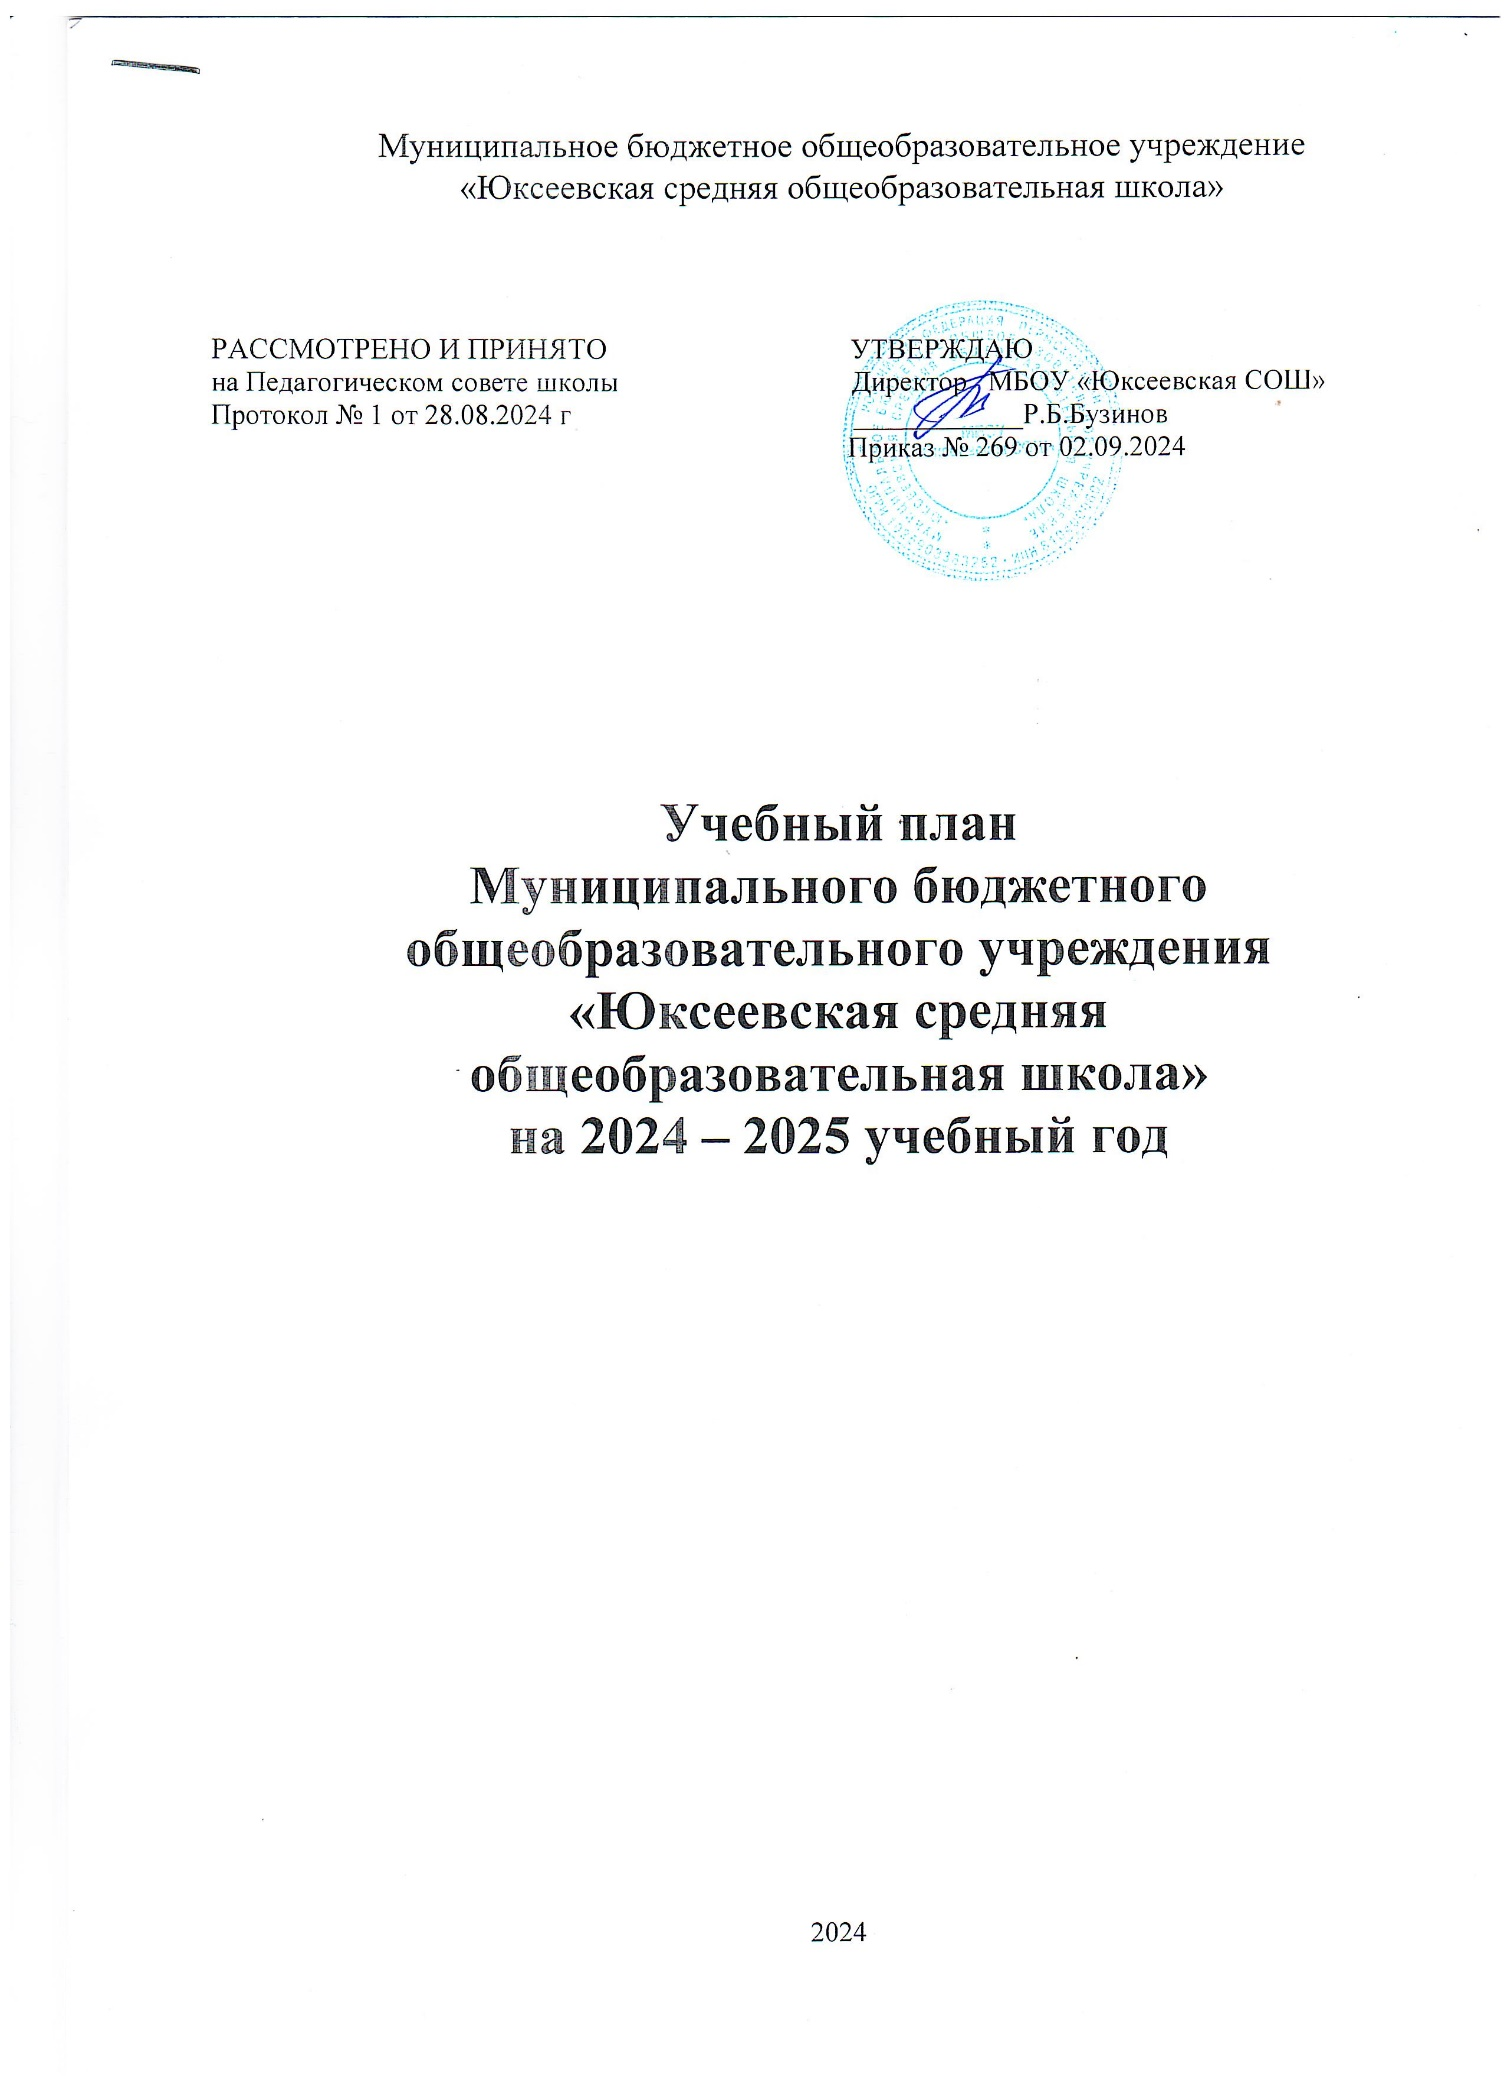 Муниципальное бюджетное общеобразовательное учреждение
«Юксеевская средняя общеобразовательная школа»
РАССМОТРЕНО И ПРИНЯТО
на Педагогическом совете школы
Протокол № 1 от 28.08.2024 г
УТВЕРЖДАЮ
Директор МБОУ «Юксеевская СОШ»
____________Р.Б.Бузинов
Приказ № 269 от 02.09.2024
Учебный план
Муниципального бюджетного
общеобразовательного учреждения
«Юксеевская средняя
общеобразовательная школа»
на 2024 – 2025 учебный год
2024